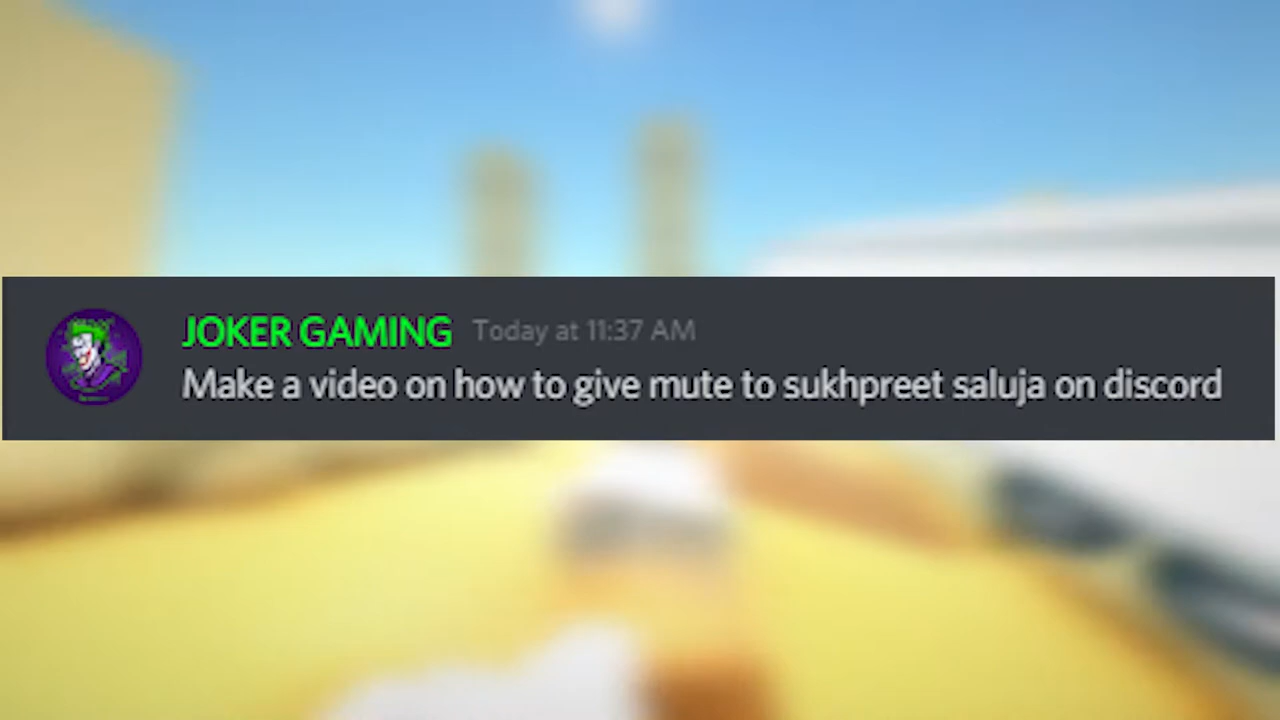 JOKER GAMING Today at 11:37 AM
Make a video on how to give mute to sukhpreet saluja on discord